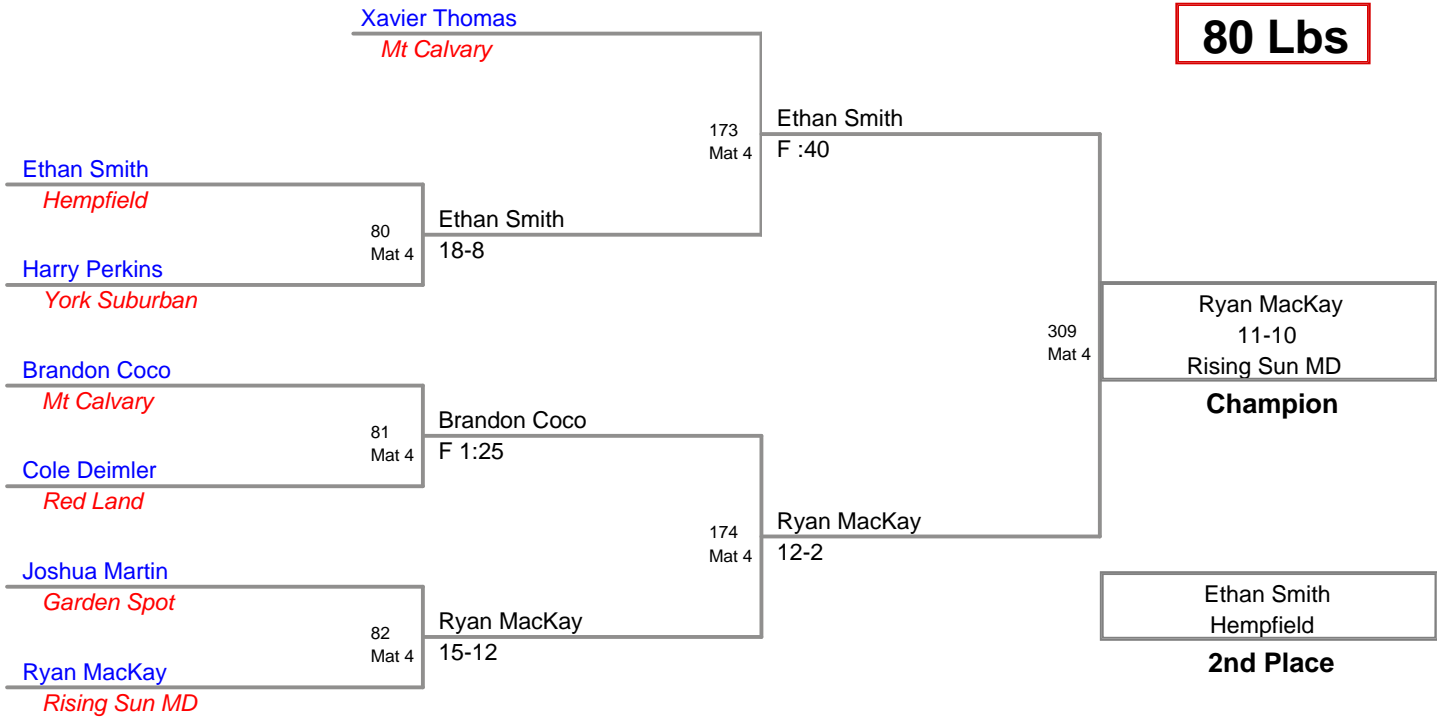 Xavier Thomas
Mt Calvary
80 Lbs
173
Mat 4
Ethan Smith
F :40
Ethan Smith
Hempfield
80
Mat 4
Ethan Smith
18-8
Harry Perkins
York Suburban
309
Mat 4
Ryan MacKay
11-10
Rising Sun MD
Champion
Brandon Coco
Mt Calvary
81
Mat 4
Brandon Coco
F 1:25
Cole Deimler
Red Land
174
Mat 4
Ryan MacKay
12-2
Joshua Martin
Garden Spot
82
Mat 4
Ryan MacKay
15-12
Ryan MacKay
Rising Sun MD
Ethan Smith
Hempfield
2nd Place